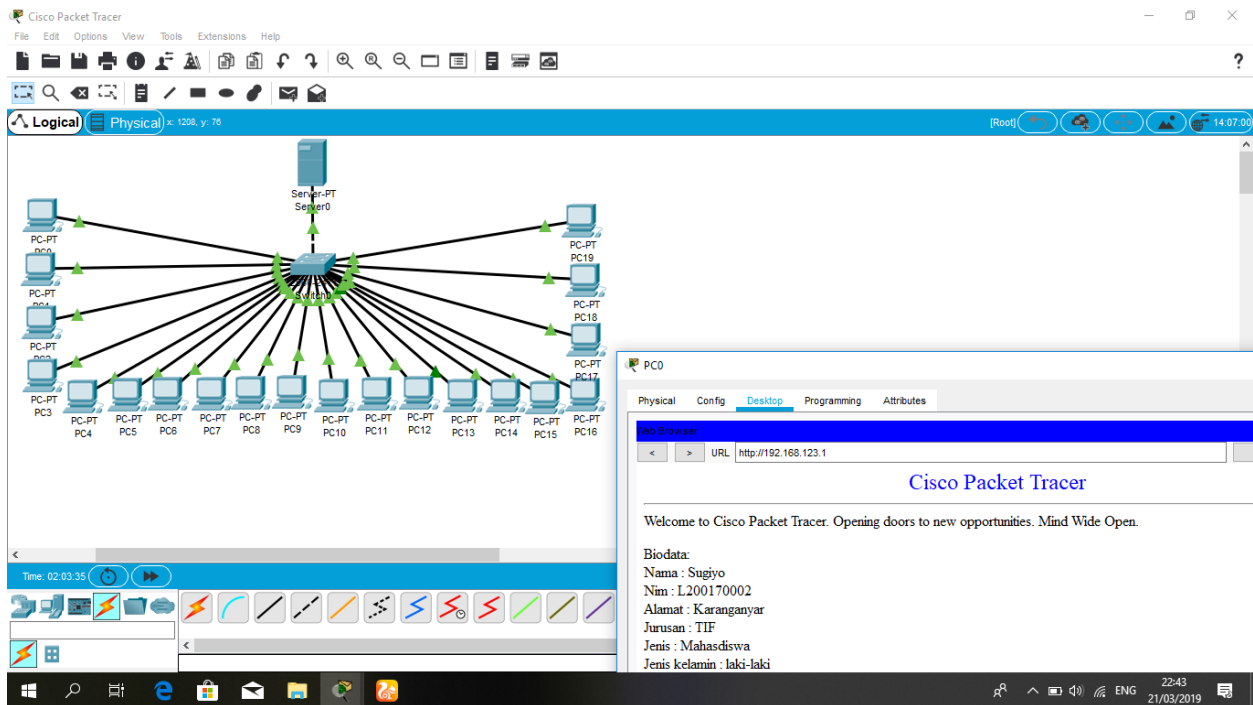 Cisco Packet Tracer
File Edit Options View Tools Extensions Help
?
Logical Physical x: 1208, y: 76 [Root] 14:07:00
Server-PT
Server0
PC-PT
PC0
PC-PT
PC1
PC-PT
PC2
PC-PT
PC3
PC-PT
PC4
PC-PT
PC5
PC-PT
PC6
PC-PT
PC7
PC-PT
PC8
PC-PT
PC9
PC-PT
PC10
PC-PT
PC11
PC-PT
PC12
PC-PT
PC13
PC-PT
PC14
PC-PT
PC15
PC-PT
PC16
PC-PT
PC17
PC-PT
PC18
PC-PT
PC19
Switch0
PC0
Physical Config Desktop Programming Attributes
Web Browser
< > URL http://192.168.123.1
Cisco Packet Tracer
Welcome to Cisco Packet Tracer. Opening doors to new opportunities. Mind Wide Open.
Biodata:
Nama : Sugiyo
Nim : L200170002
Alamat : Karanganyar
Jurusan : TIF
Jenis : Mahasdiswa
Jenis kelamin : laki-laki
Time: 02:03:35
ENG
22:43
21/03/2019